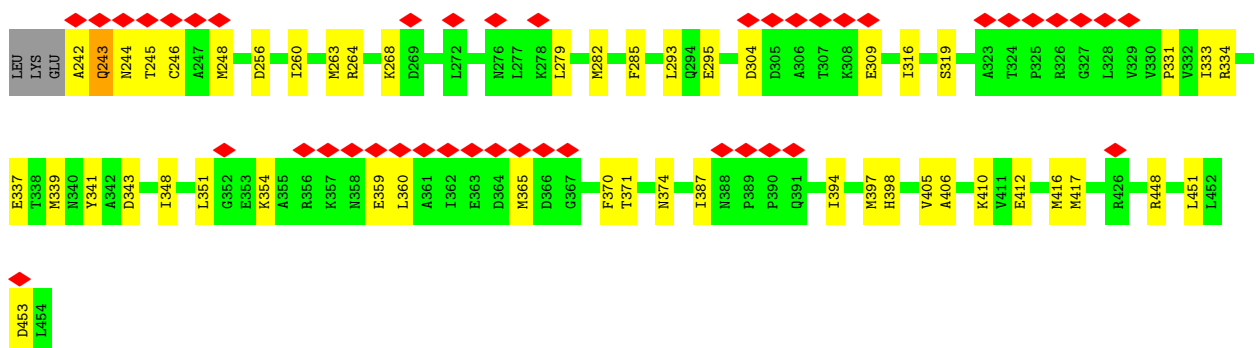 LEU LYS GLU A242 Q243 N244 T245 C246 A247 M248 D256 I260 M263 R264 K268 D269 L272 N276 L277 K278 L279 M282 F285 L293 Q294 E295 D304 D305 A306 T307 K308 E309 I316 S319 A323 T324 P325 R326 G327 L328 V329 V330 P331 V332 I333 R334
E337 T338 M339 N340 Y341 A342 D343 I348 L351 G352 E353 K354 A355 R356 K357 N358 E359 L360 A361 I362 E363 D364 M365 D366 G367 F370 T371 N374 I387 N388 P389 P390 Q391 I394 M397 H398 V405 A406 K410 V411 E412 M416 M417 R426 R448 L451 L452
D453 L454